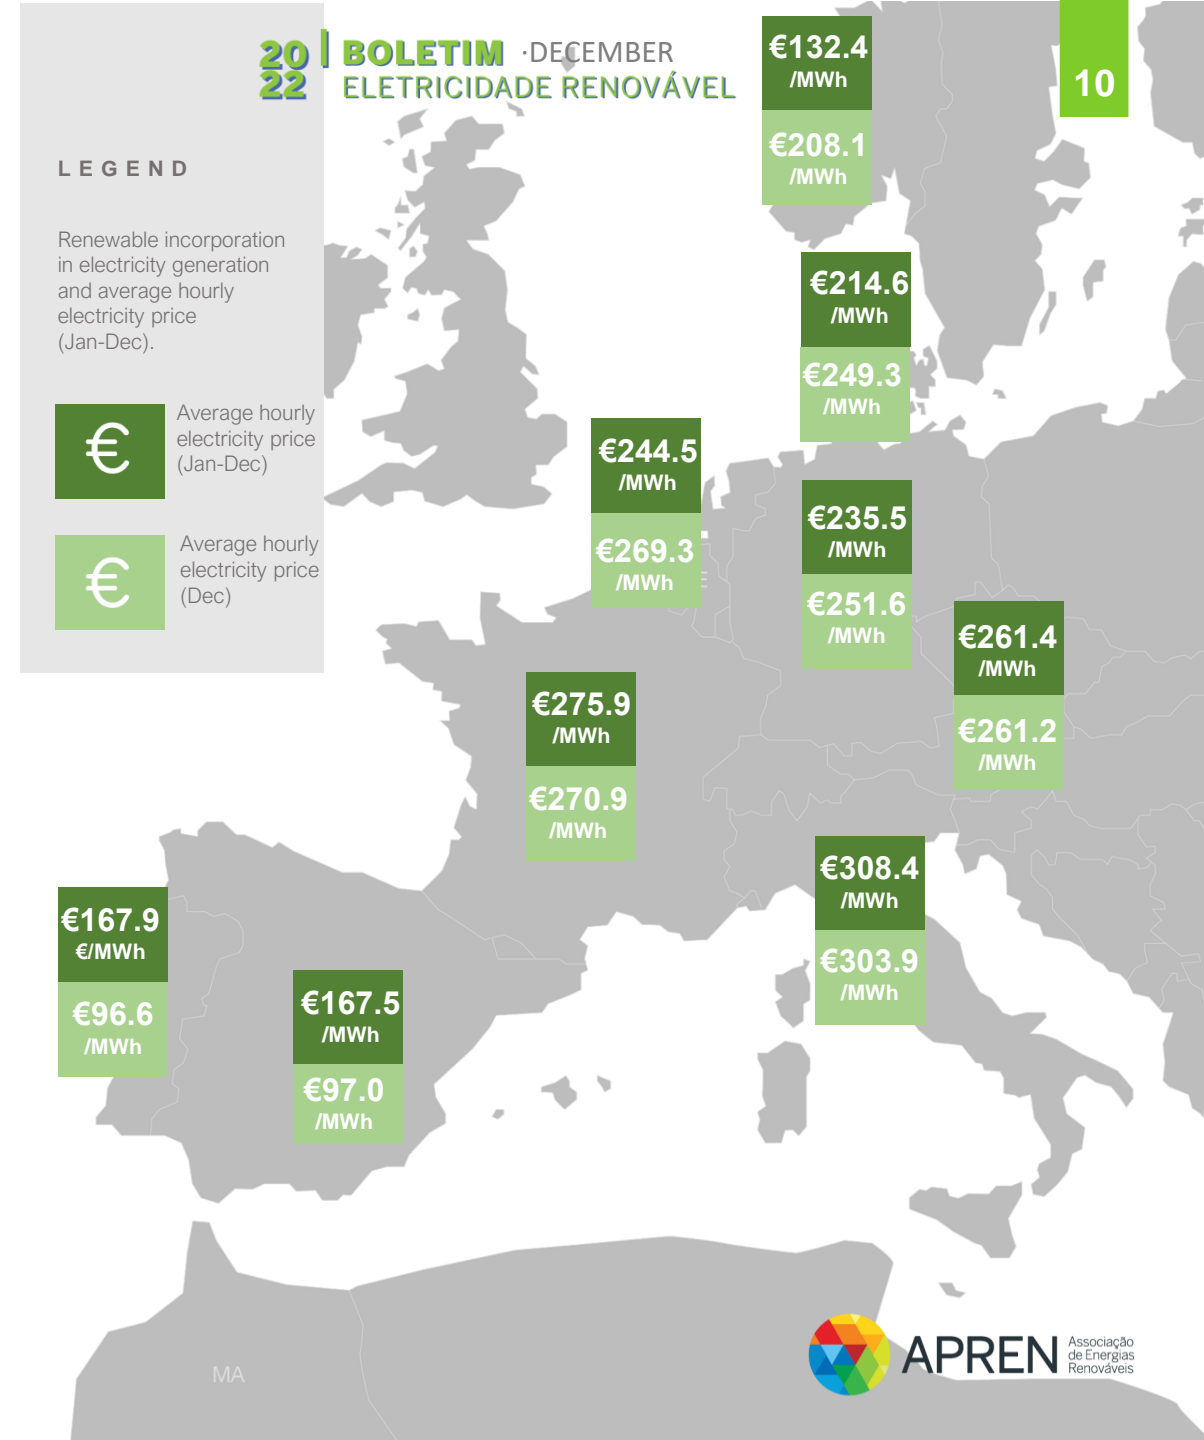 20
22
BOLETIM ·DECEMBER
ELETRICIDADE RENOVÁVEL
10
LEGEND
Renewable incorporation
in electricity generation
and average hourly
electricity price
(Jan-Dec).
€
Average hourly
electricity price
(Jan-Dec)
€
Average hourly
electricity price
(Dec)
€132.4
/MWh
€208.1
/MWh
€214.6
/MWh
€249.3
/MWh
€244.5
/MWh
€269.3
/MWh
€235.5
/MWh
€251.6
/MWh
€261.4
/MWh
€261.2
/MWh
€275.9
/MWh
€270.9
/MWh
€308.4
/MWh
€303.9
/MWh
€167.9
€/MWh
€96.6
/MWh
€167.5
/MWh
€97.0
/MWh
MA
APREN
Associação
de Energias
Renováveis